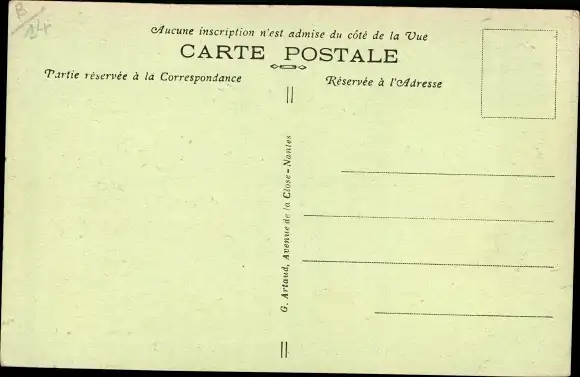 B
14
Aucune inscription n'est admise du côté de la Vue
CARTE POSTALE
Partie réservée à la Correspondance
Réservée à l'Adresse
G. Artaud, Avenue de la Close - Nantes